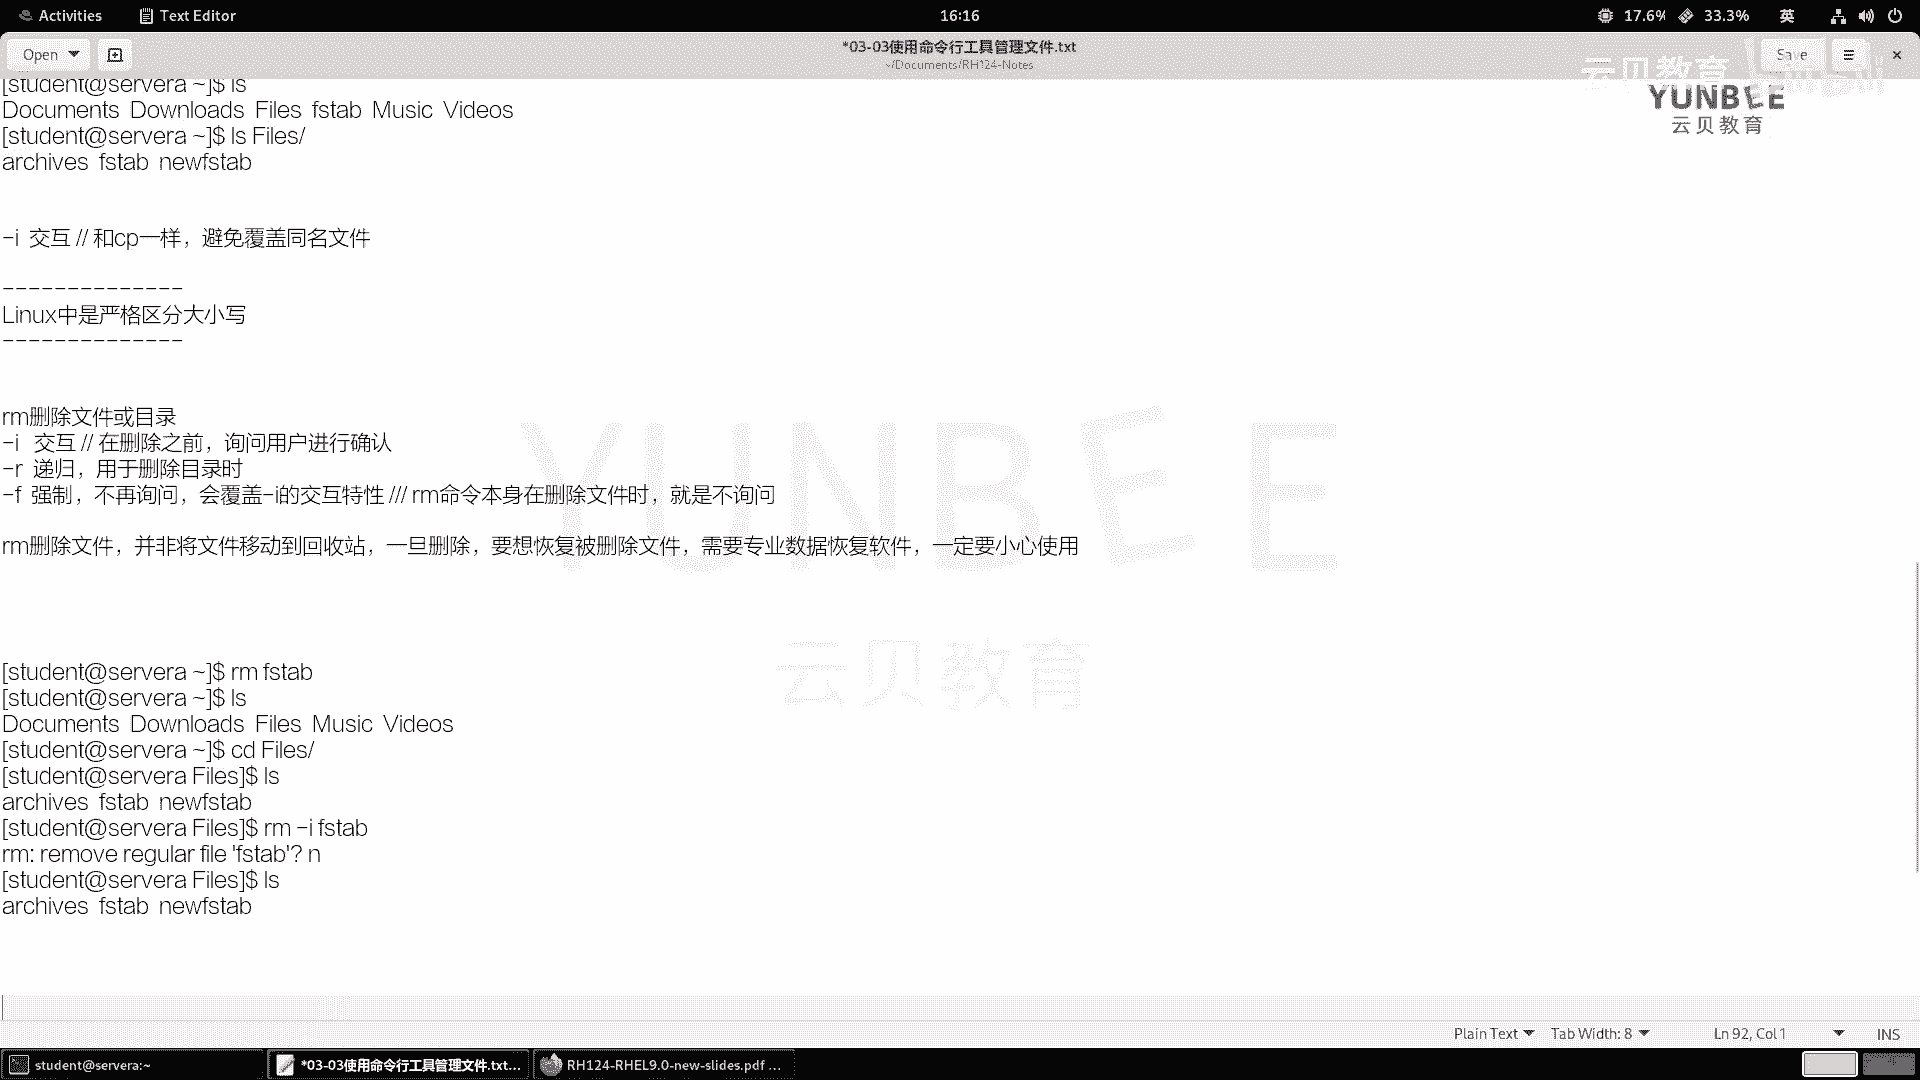 Activities
Text Editor
16:16
17.6%
33.3%
英
Open
*03-03使用命令行工具管理文件.txt
~/Documents/RH124-Notes
Save
云贝教育
YUNBEE
云贝教育
[student@servera ~]$ ls
Documents Downloads Files fstab Music Videos
[student@servera ~]$ ls Files/
archives fstab newfstab
-i 交互 // 和cp一样，避免覆盖同名文件
--------------
Linux中是严格区分大小写
--------------
rm删除文件或目录
-i 交互 // 在删除之前，询问用户进行确认
-r 递归，用于删除目录时
-f 强制，不再询问，会覆盖-i的交互特性 /// rm命令本身在删除文件时，就是不询问
rm删除文件，并非将文件移动到回收站，一旦删除，要想恢复被删除文件，需要专业数据恢复软件，一定要小心使用
YUNBEE
云贝教育
[student@servera ~]$ rm fstab
[student@servera ~]$ ls
Documents Downloads Files Music Videos
[student@servera ~]$ cd Files/
[student@servera Files]$ ls
archives fstab newfstab
[student@servera Files]$ rm -i fstab
rm: remove regular file 'fstab'? n
[student@servera Files]$ ls
archives fstab newfstab
Plain Text
Tab Width: 8
Ln 92, Col 1
INS
student@servera:~
*03-03使用命令行工具管理文件.txt...
RH124-RHEL9.0-new-slides.pdf ...